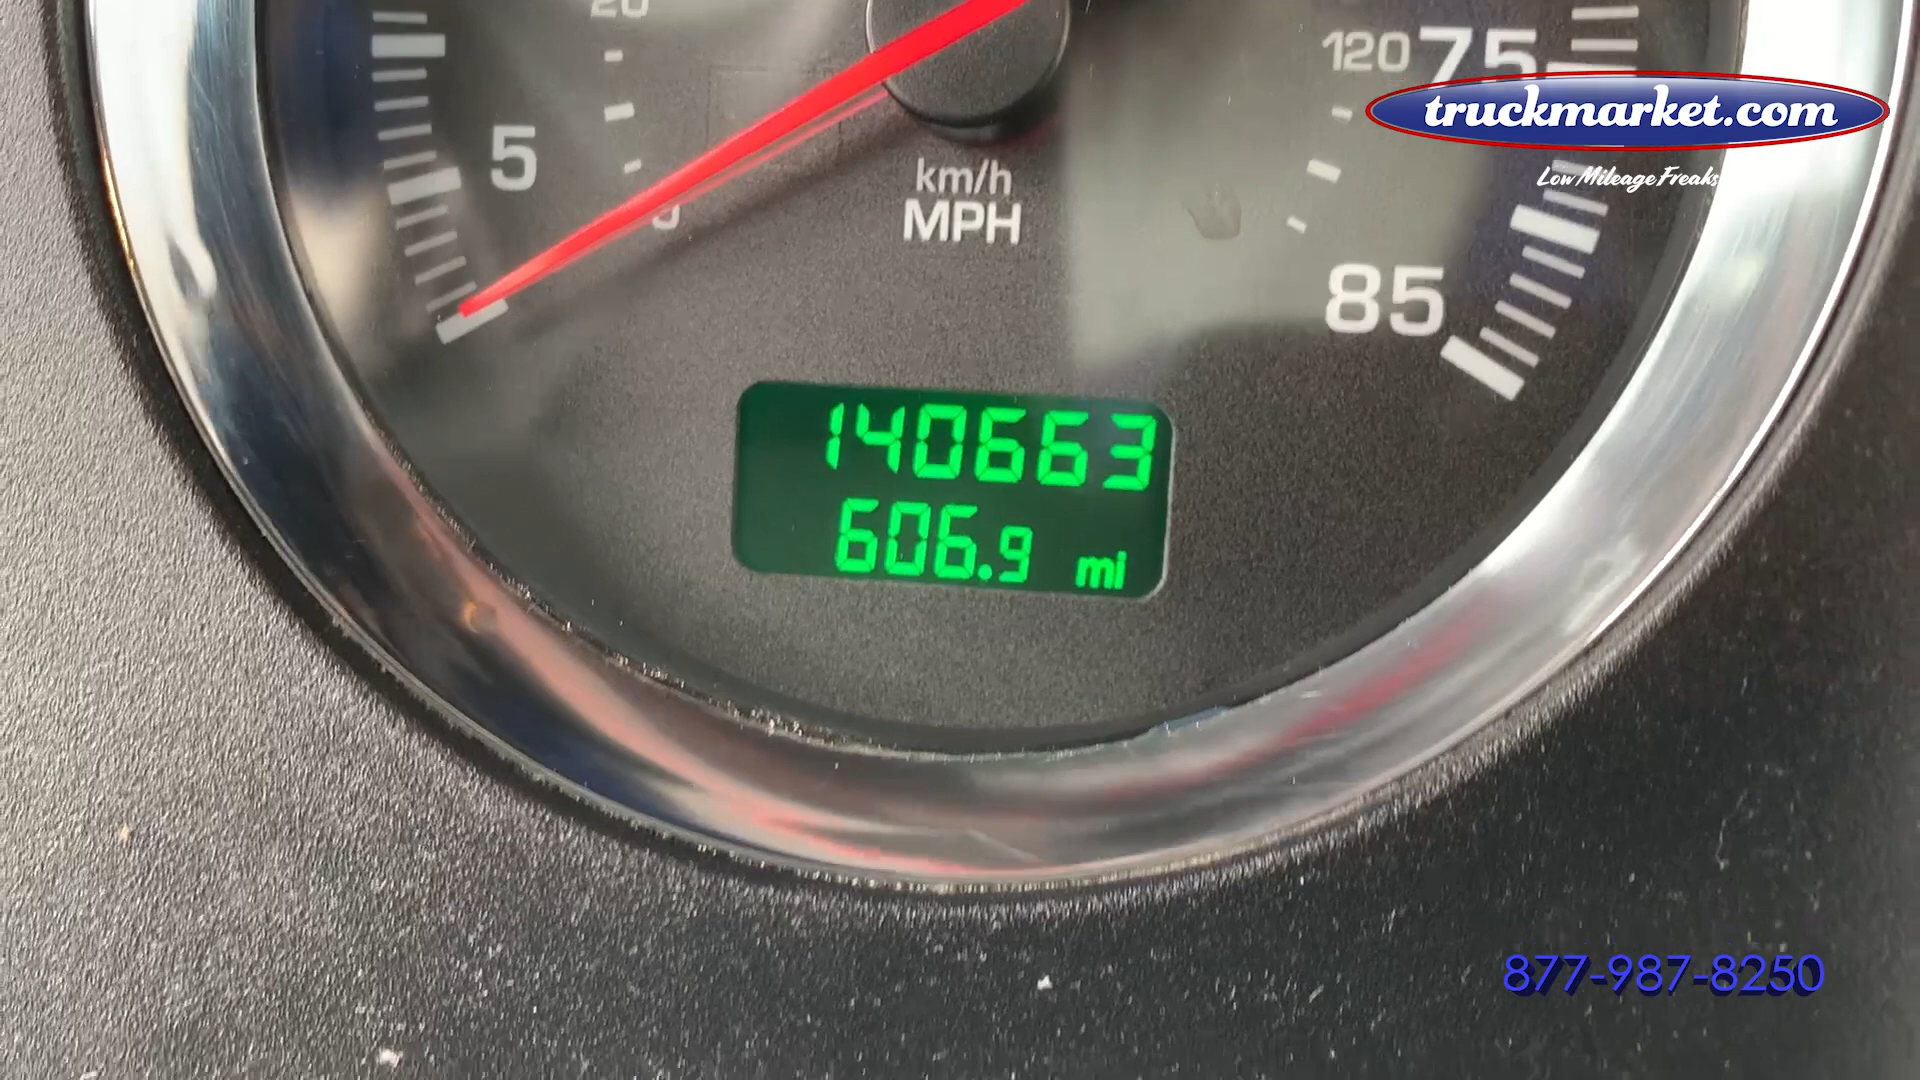 20
120 75
truckmarket.com
5
km/h
Low Mileage Freaks
MPH
85
140663
606.9 mi
877-987-8250